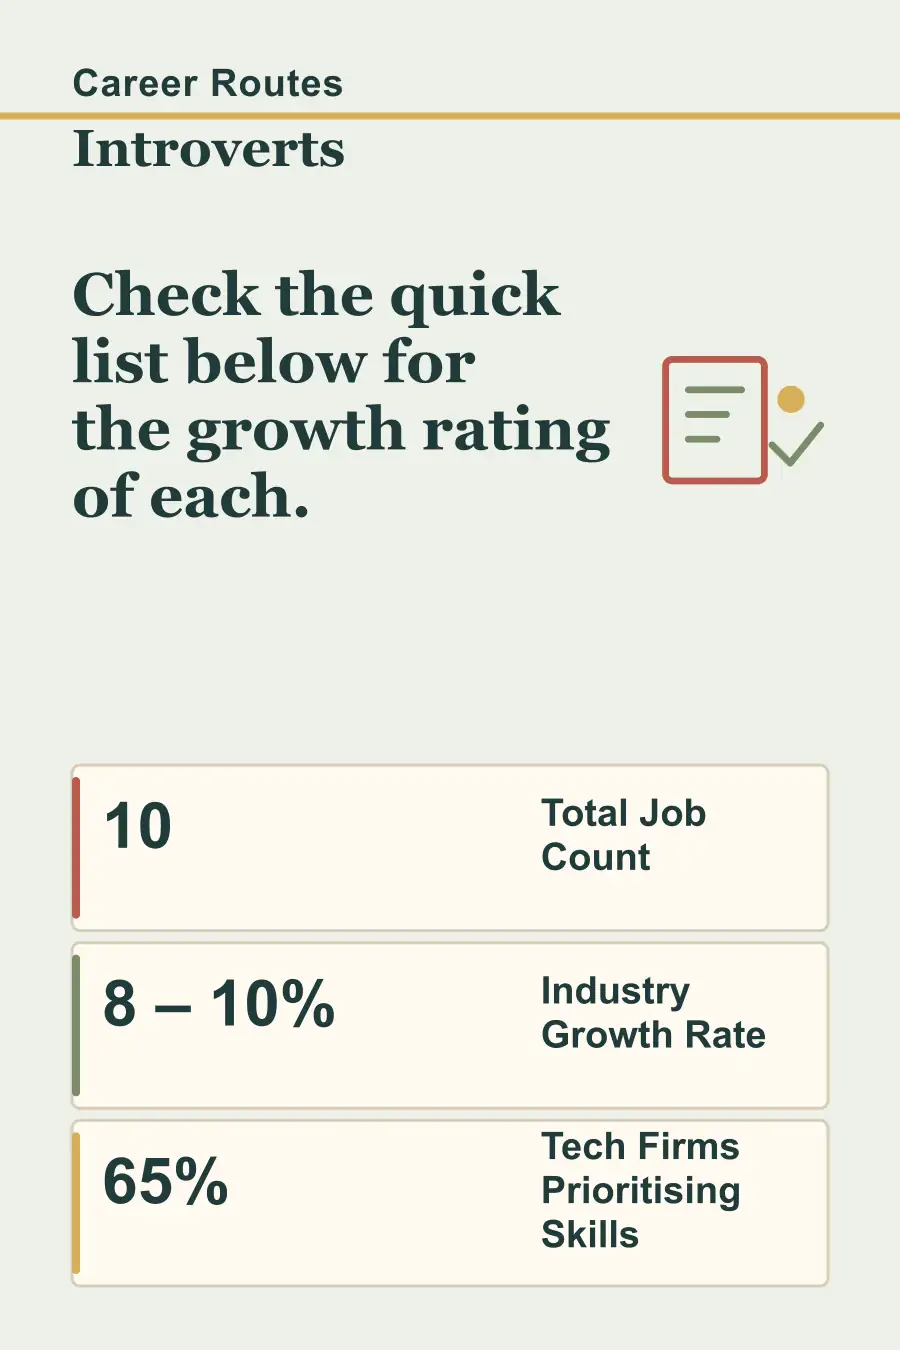 Career Routes
Introverts
Check the quick
list below for
the growth rating
of each.
10
Total Job
Count
8 – 10%
Industry
Growth Rate
65%
Tech Firms
Prioritising
Skills